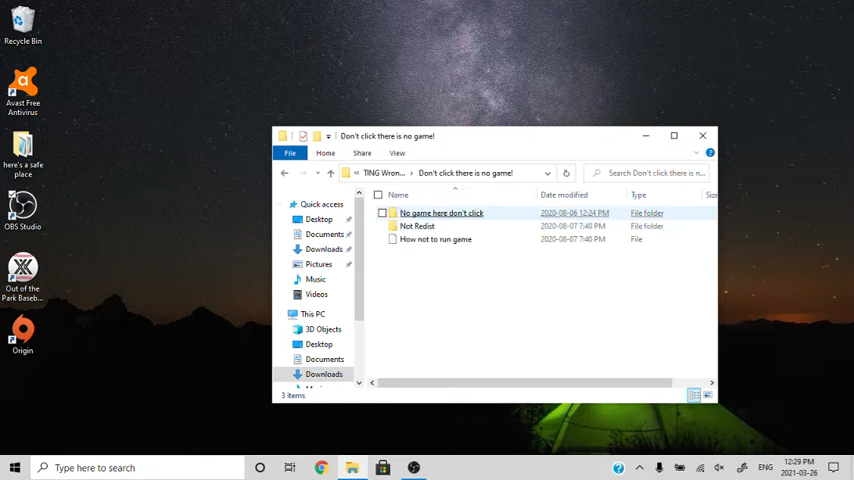 Recycle Bin
Avast Free
Antivirus
here's a safe
place
OBS Studio
Out of the
Park Baseb...
Origin
Don't click there is no game!
File Home Share View
« TING Wron... > Don't click there is no game!
Search Don't click there is n...
Name Date modified Type Size
No game here don't click 2020-08-06 12:24 PM File folder
Not Redist 2020-08-07 7:40 PM File folder
How not to run game 2020-08-07 7:40 PM File
Quick access
Desktop
Documents
Downloads
Pictures
Music
Videos
This PC
3D Objects
Desktop
Documents
Downloads
3 items
Type here to search
ENG
12:29 PM
2021-03-26